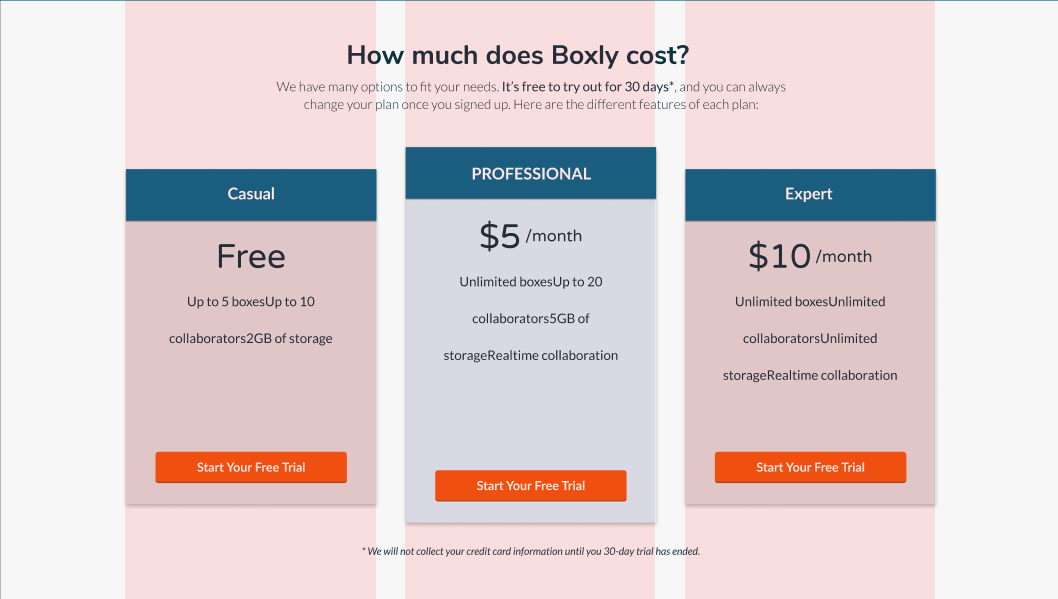 How much does Boxly cost?
We have many options to fit your needs. It's free to try out for 30 days*, and you can always
change your plan once you signed up. Here are the different features of each plan:
Casual
Free
Up to 5 boxesUp to 10
collaborators2GB of storage
Start Your Free Trial
PROFESSIONAL
$5 /month
Unlimited boxesUp to 20
collaborators5GB of
storageRealtime collaboration
Start Your Free Trial
Expert
$10 /month
Unlimited boxesUnlimited
collaboratorsUnlimited
storageRealtime collaboration
Start Your Free Trial
* We will not collect your credit card information until you 30-day trial has ended.